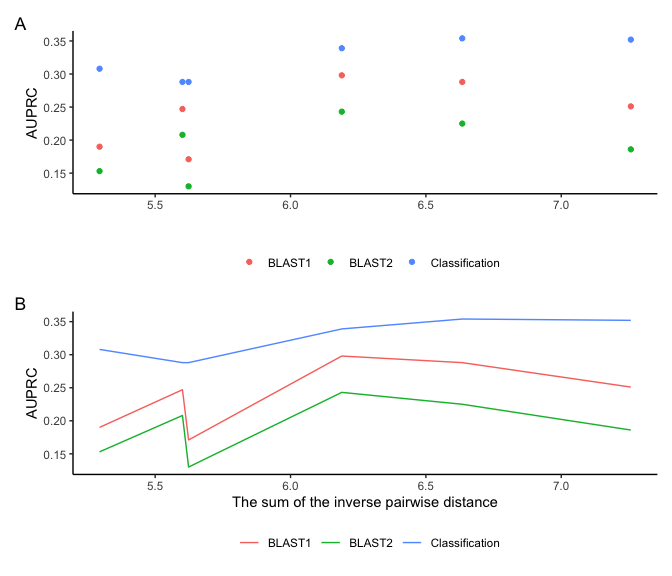 A
AUPRC
0.35
0.30
0.25
0.20
0.15
5.5 6.0 6.5 7.0
BLAST1 BLAST2 Classification
B
AUPRC
0.35
0.30
0.25
0.20
0.15
5.5 6.0 6.5 7.0
The sum of the inverse pairwise distance
BLAST1 BLAST2 Classification